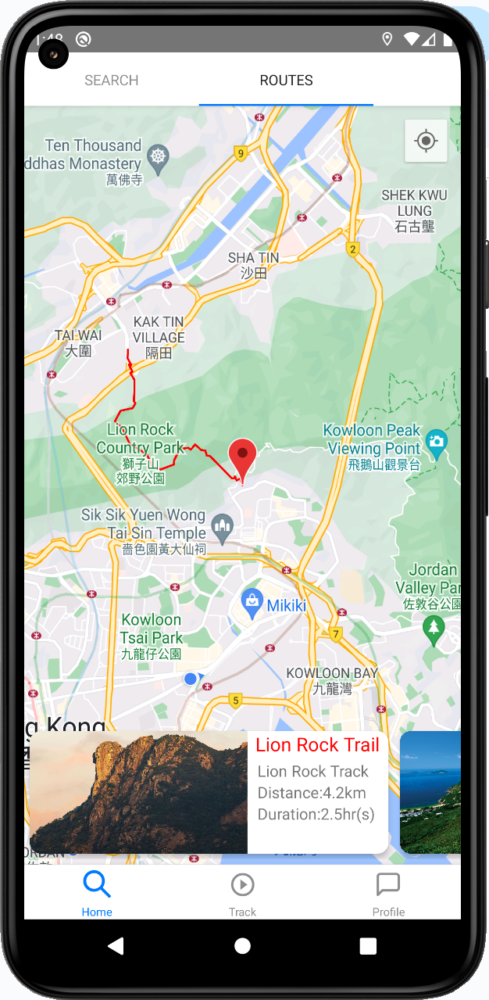 1:48
SEARCH
ROUTES
Ten Thousand
ddhas Monastery
萬佛寺
9
SHEK KWU
LUNG
石古壟
2
SHA TIN
沙田
KAK TIN
VILLAGE
隔田
TAI WAI
大圍
Lion Rock
Country Park
獅子山
郊野公園
Kowloon Peak
Viewing Point
飛鵝山觀景台
Sik Sik Yuen Wong
Tai Sin Temple
嗇色園黃大仙祠
Jordan
Valley Par
佐敦谷公園
Mikiki
Kowloon
Tsai Park
九龍仔公園
7
KOWLOON BAY
九龍灣
5
g Kong
Lion Rock Trail
Lion Rock Track
Distance:4.2km
Duration:2.5hr(s)
JORDAN
Home
Track
Profile